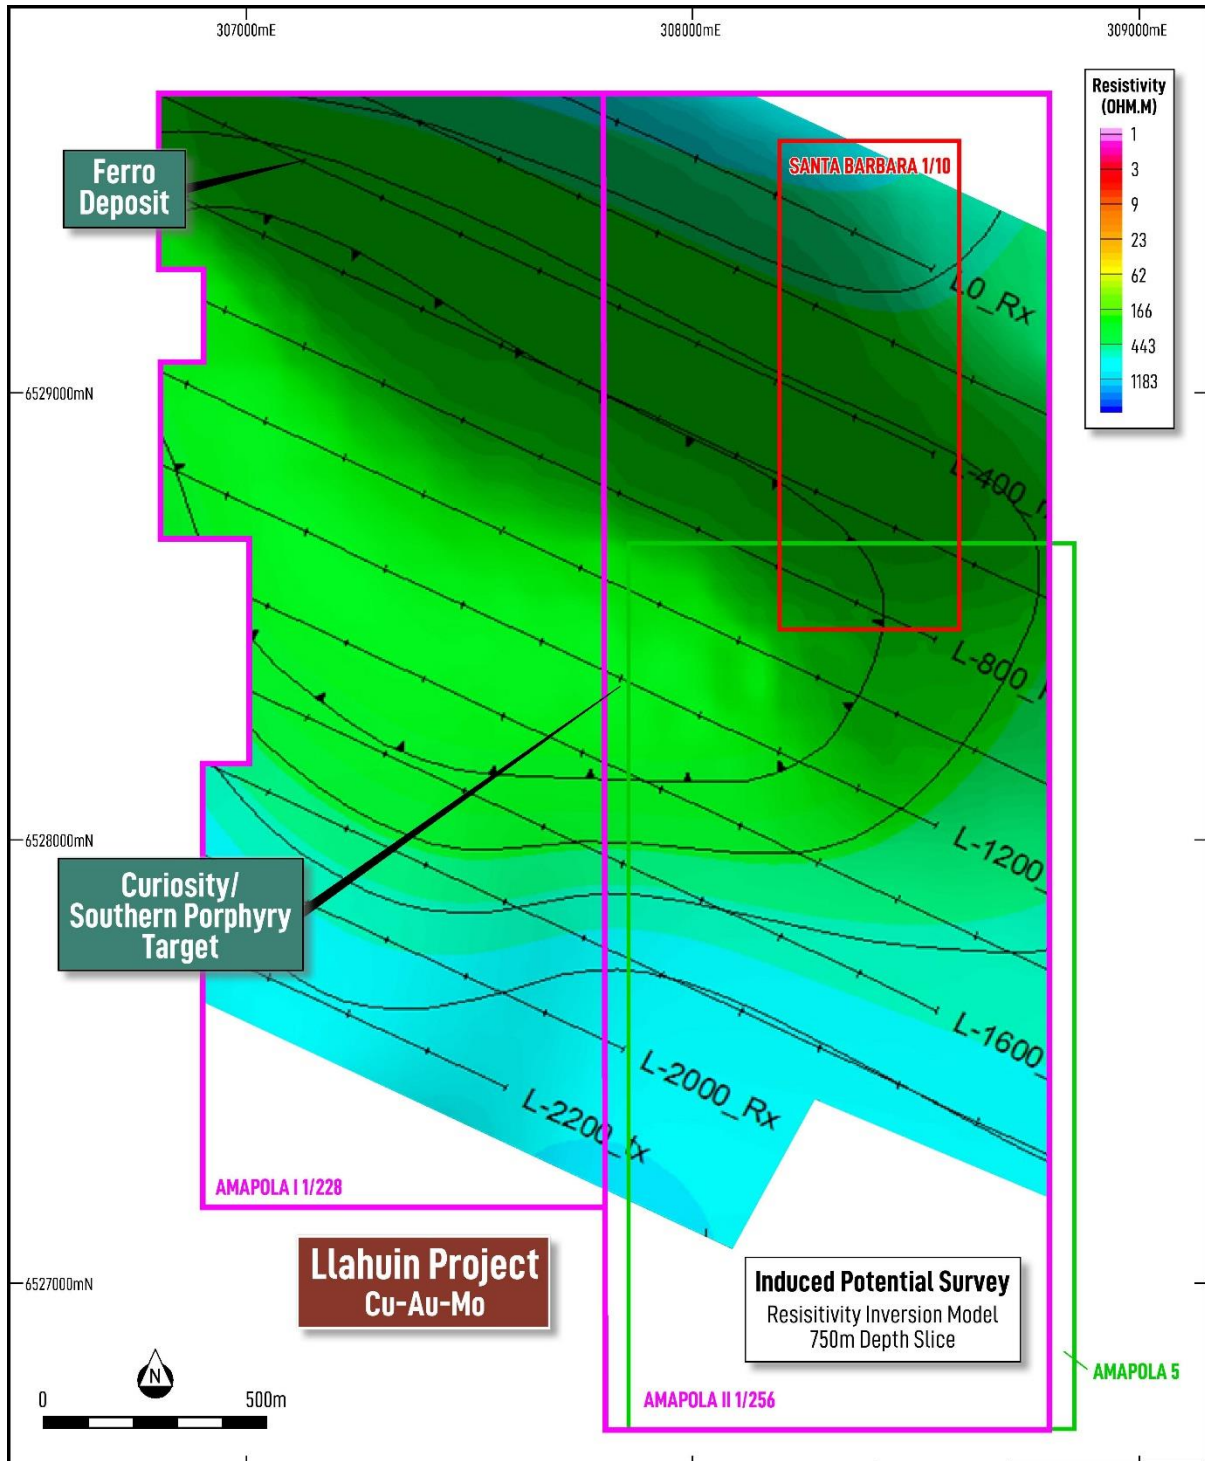 307000mE
308000mE
309000mE
Resistivity
(OHM.M)
1
3
9
23
62
166
443
1183
Ferro
Deposit
SANTA BARBARA 1/10
L0_Rx
6529000mN
L-400_
L-800_
6528000mN
L-1200_
Curiosity/
Southern Porphyry
Target
L-1600_
L-2000_Rx
L-2200_tx
AMAPOLA I 1/228
Llahuin Project
Cu-Au-Mo
6527000mN
Induced Potential Survey
Resisitivity Inversion Model
750m Depth Slice
AMAPOLA 5
AMAPOLA II 1/256
N
0
500m